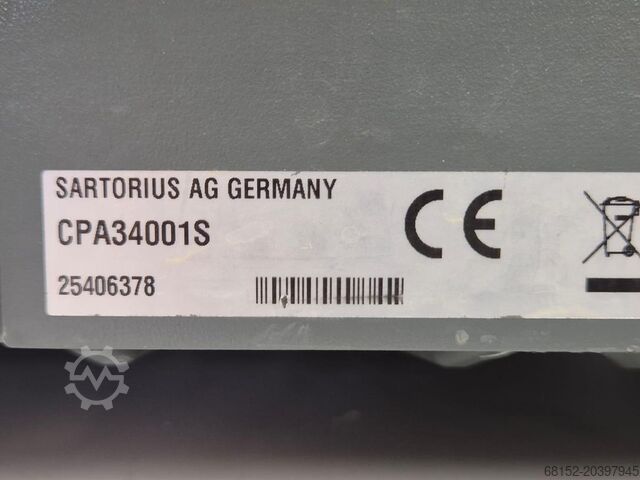 SARTORIUS AG GERMANY
CPA34001S
CE
25406378
68152-20397945